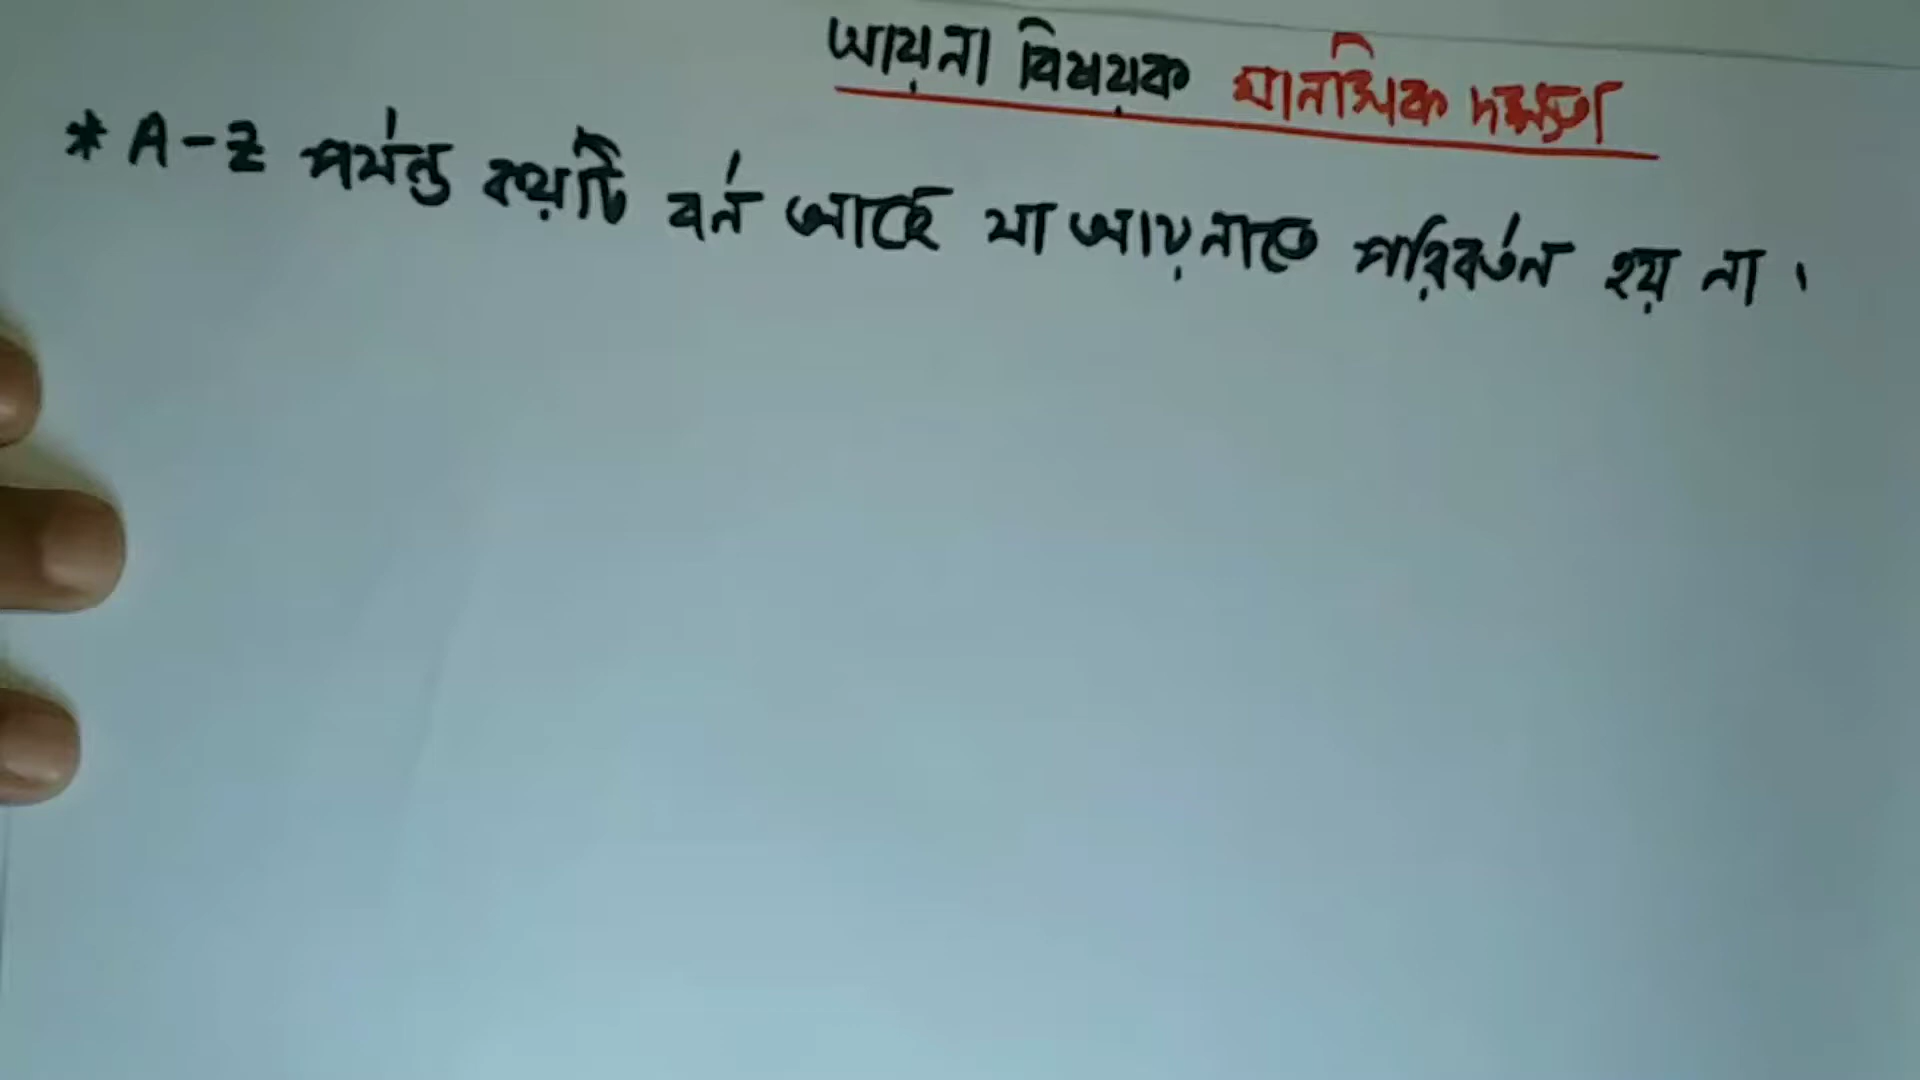 আয়না বিষয়ক মানসিক দক্ষতা
* A-Z পর্যন্ত কয়টি বর্ন আছে যা আয়নাতে পরিবর্তন হয় না ।